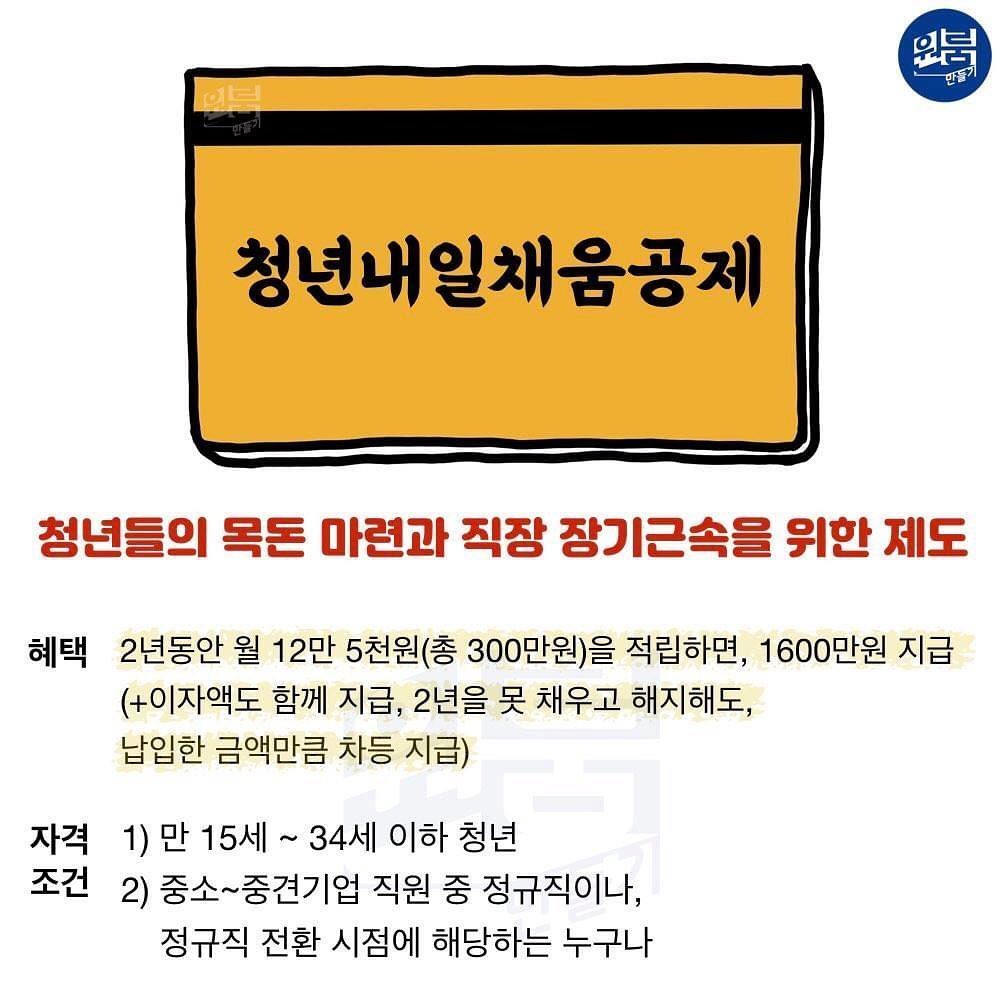 원룸
만들기
원룸
만들기
청년내일채움공제
청년들의 목돈 마련과 직장 장기근속을 위한 제도
혜택 2년동안 월 12만 5천원(총 300만원)을 적립하면, 1600만원 지급
(+이자액도 함께 지급, 2년을 못 채우고 해지해도,
납입한 금액만큼 차등 지급)
자격 1) 만 15세 ~ 34세 이하 청년
조건 2) 중소~중견기업 직원 중 정규직이나,
정규직 전환 시점에 해당하는 누구나
원룸
만들기